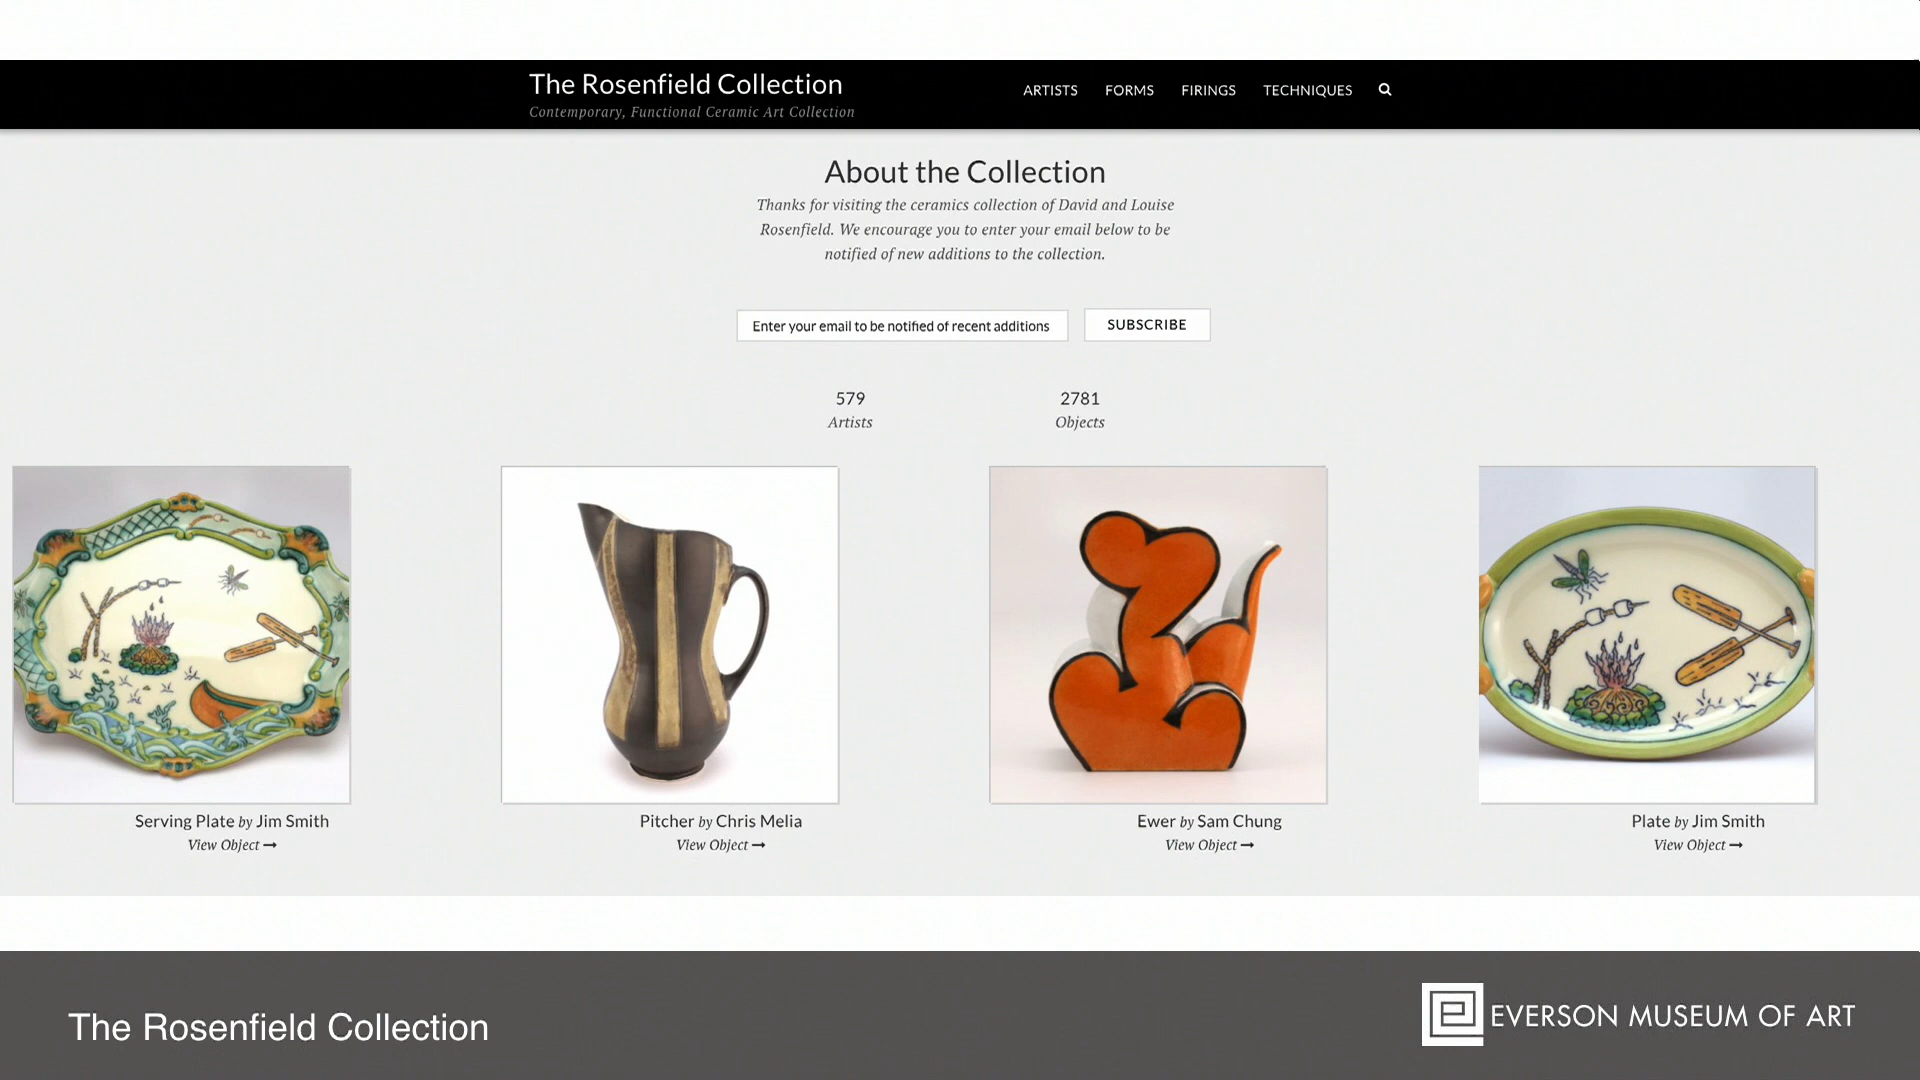 The Rosenfield Collection
Contemporary, Functional Ceramic Art Collection
ARTISTS FORMS FIRINGS TECHNIQUES
About the Collection
Thanks for visiting the ceramics collection of David and Louise
Rosenfield. We encourage you to enter your email below to be
notified of new additions to the collection.
Enter your email to be notified of recent additions SUBSCRIBE
579 2781
Artists Objects
Serving Plate by Jim Smith
View Object →
Pitcher by Chris Melia
View Object →
Ewer by Sam Chung
View Object →
Plate by Jim Smith
View Object →
The Rosenfield Collection
EVERSON MUSEUM OF ART